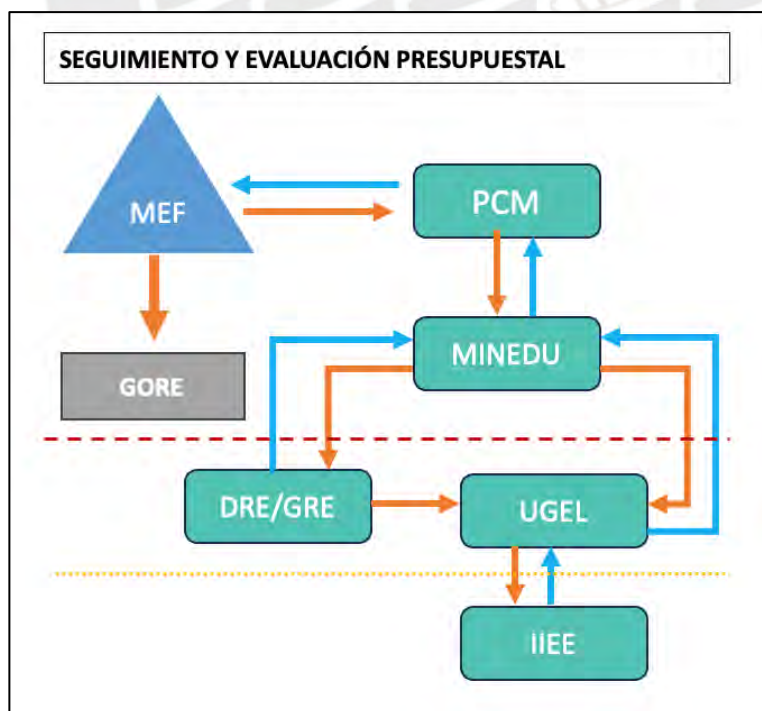 SEGUIMIENTO Y EVALUACIÓN PRESUPUESTAL
MEF
PCM
GORE
MINEDU
DRE/GRE
UGEL
IIEE